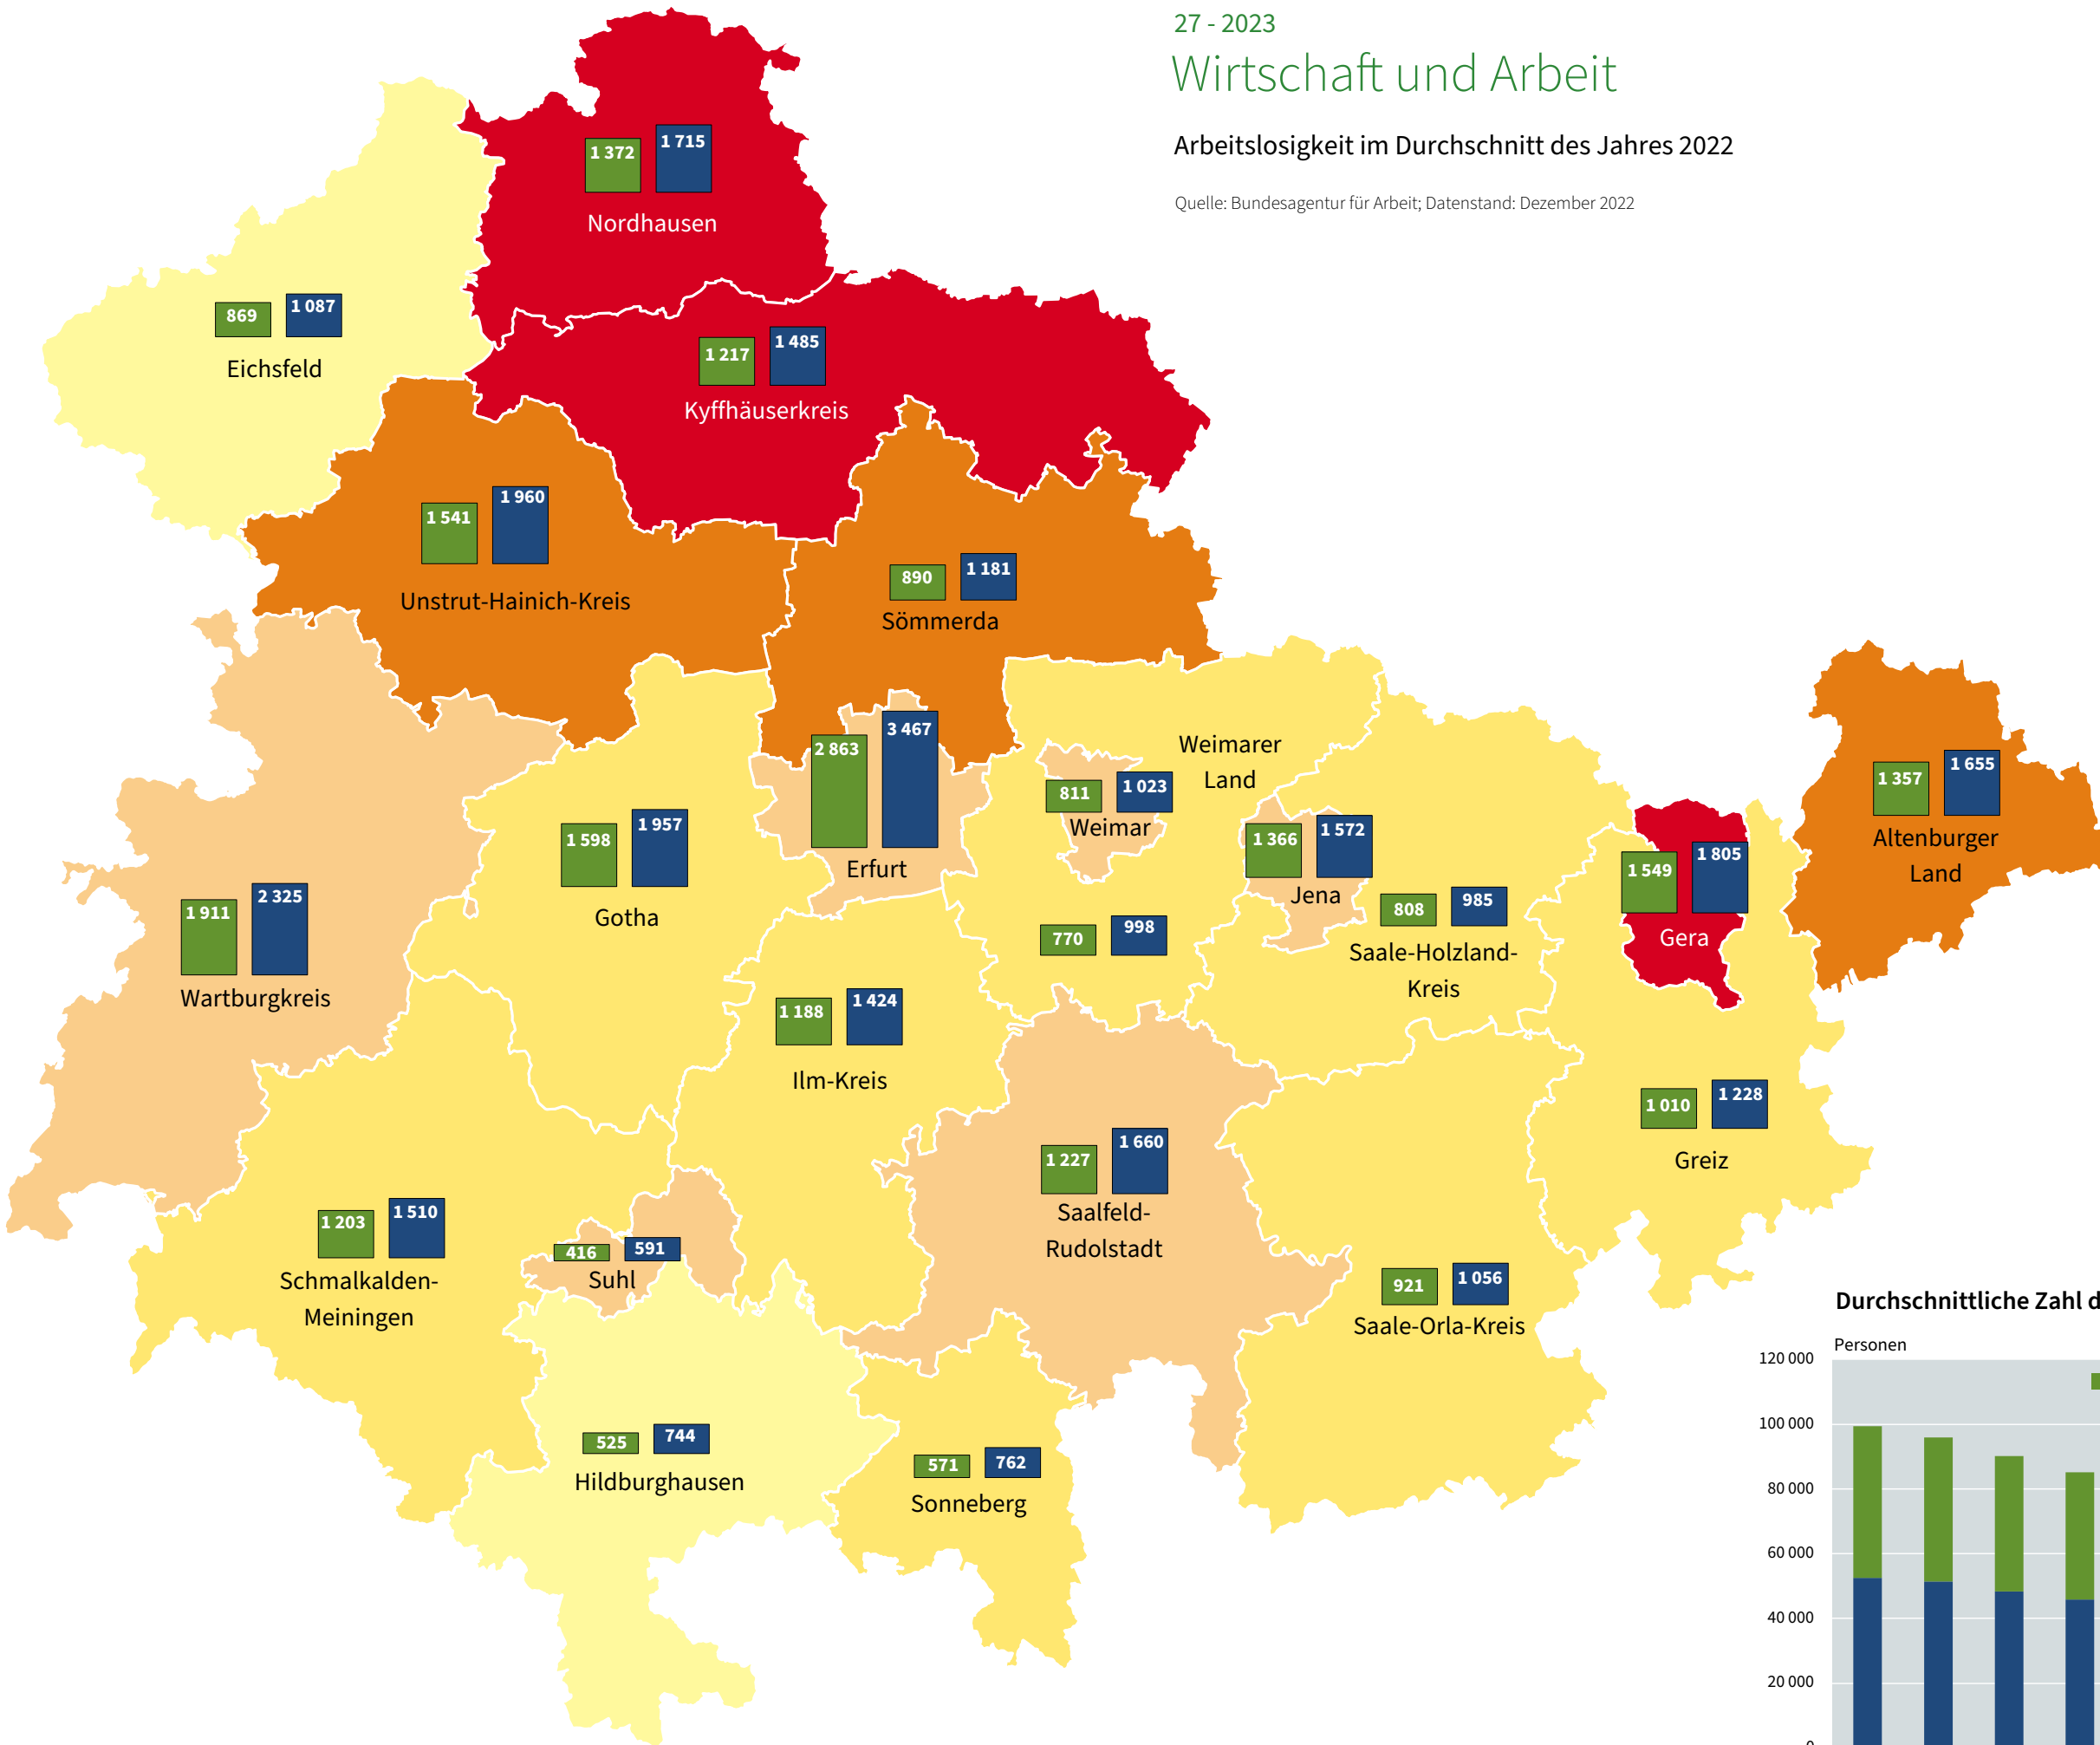 27 - 2023
Wirtschaft und Arbeit
Arbeitslosigkeit im Durchschnitt des Jahres 2022
Quelle: Bundesagentur für Arbeit; Datenstand: Dezember 2022
1 372
1 715
Nordhausen
869
1 087
Eichsfeld
1 217
1 485
Kyffhäuserkreis
1 541
1 960
Unstrut-Hainich-Kreis
890
1 181
Sömmerda
2 863
3 467
Erfurt
Weimarer
Land
811
1 023
Weimar
770
998
1 366
1 572
Jena
808
985
Saale-Holzland-
Kreis
1 549
1 805
Gera
1 357
1 655
Altenburger
Land
1 598
1 957
Gotha
1 911
2 325
Wartburgkreis
1 188
1 424
Ilm-Kreis
1 010
1 228
Greiz
1 227
1 660
Saalfeld-
Rudolstadt
1 203
1 510
Schmalkalden-
Meiningen
416
591
Suhl
921
1 056
Saale-Orla-Kreis
525
744
Hildburghausen
571
762
Sonneberg
Durchschnittliche Zahl d
Personen
120 000
100 000
80 000
60 000
40 000
20 000